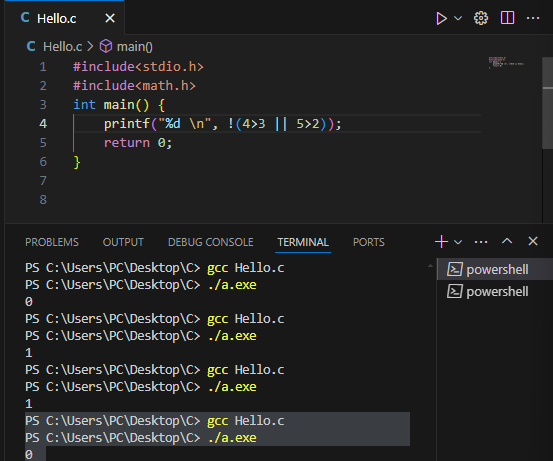 C Hello.c
C Hello.c > main()
1 #include<stdio.h>
2 #include<math.h>
3 int main() {
4 printf("%d \n", !(4>3 || 5>2));
5 return 0;
6 }
7
8
PROBLEMS OUTPUT DEBUG CONSOLE TERMINAL PORTS
powershell
powershell
PS C:\Users\PC\Desktop\C> gcc Hello.c
PS C:\Users\PC\Desktop\C> ./a.exe
0
PS C:\Users\PC\Desktop\C> gcc Hello.c
PS C:\Users\PC\Desktop\C> ./a.exe
1
PS C:\Users\PC\Desktop\C> gcc Hello.c
PS C:\Users\PC\Desktop\C> ./a.exe
1
PS C:\Users\PC\Desktop\C> gcc Hello.c
PS C:\Users\PC\Desktop\C> ./a.exe
0